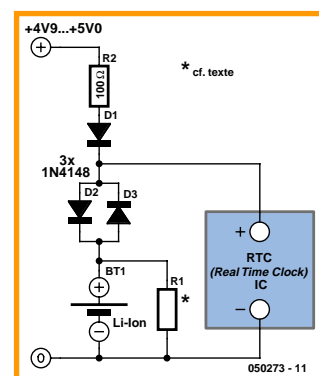 +4V9...+5V0
R2
100Ω
* cf. texte
D1
3x
1N4148
D2
D3
BT1
R1
*
Li-Ion
RTC
(Real Time Clock)
IC
0
050273 - 11